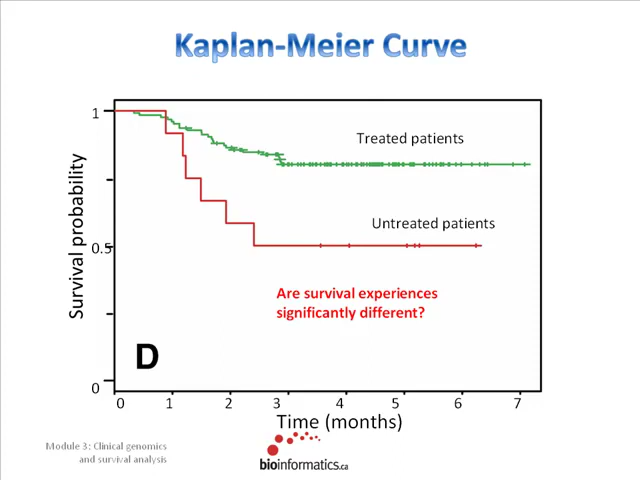 Kaplan-Meier Curve
1
Treated patients
Untreated patients
Survival probability
0.5
Are survival experiences
significantly different?
D
0
0 1 2 3 4 5 6 7
Time (months)
Module 3: Clinical genomics
and survival analysis
bioinformatics.ca